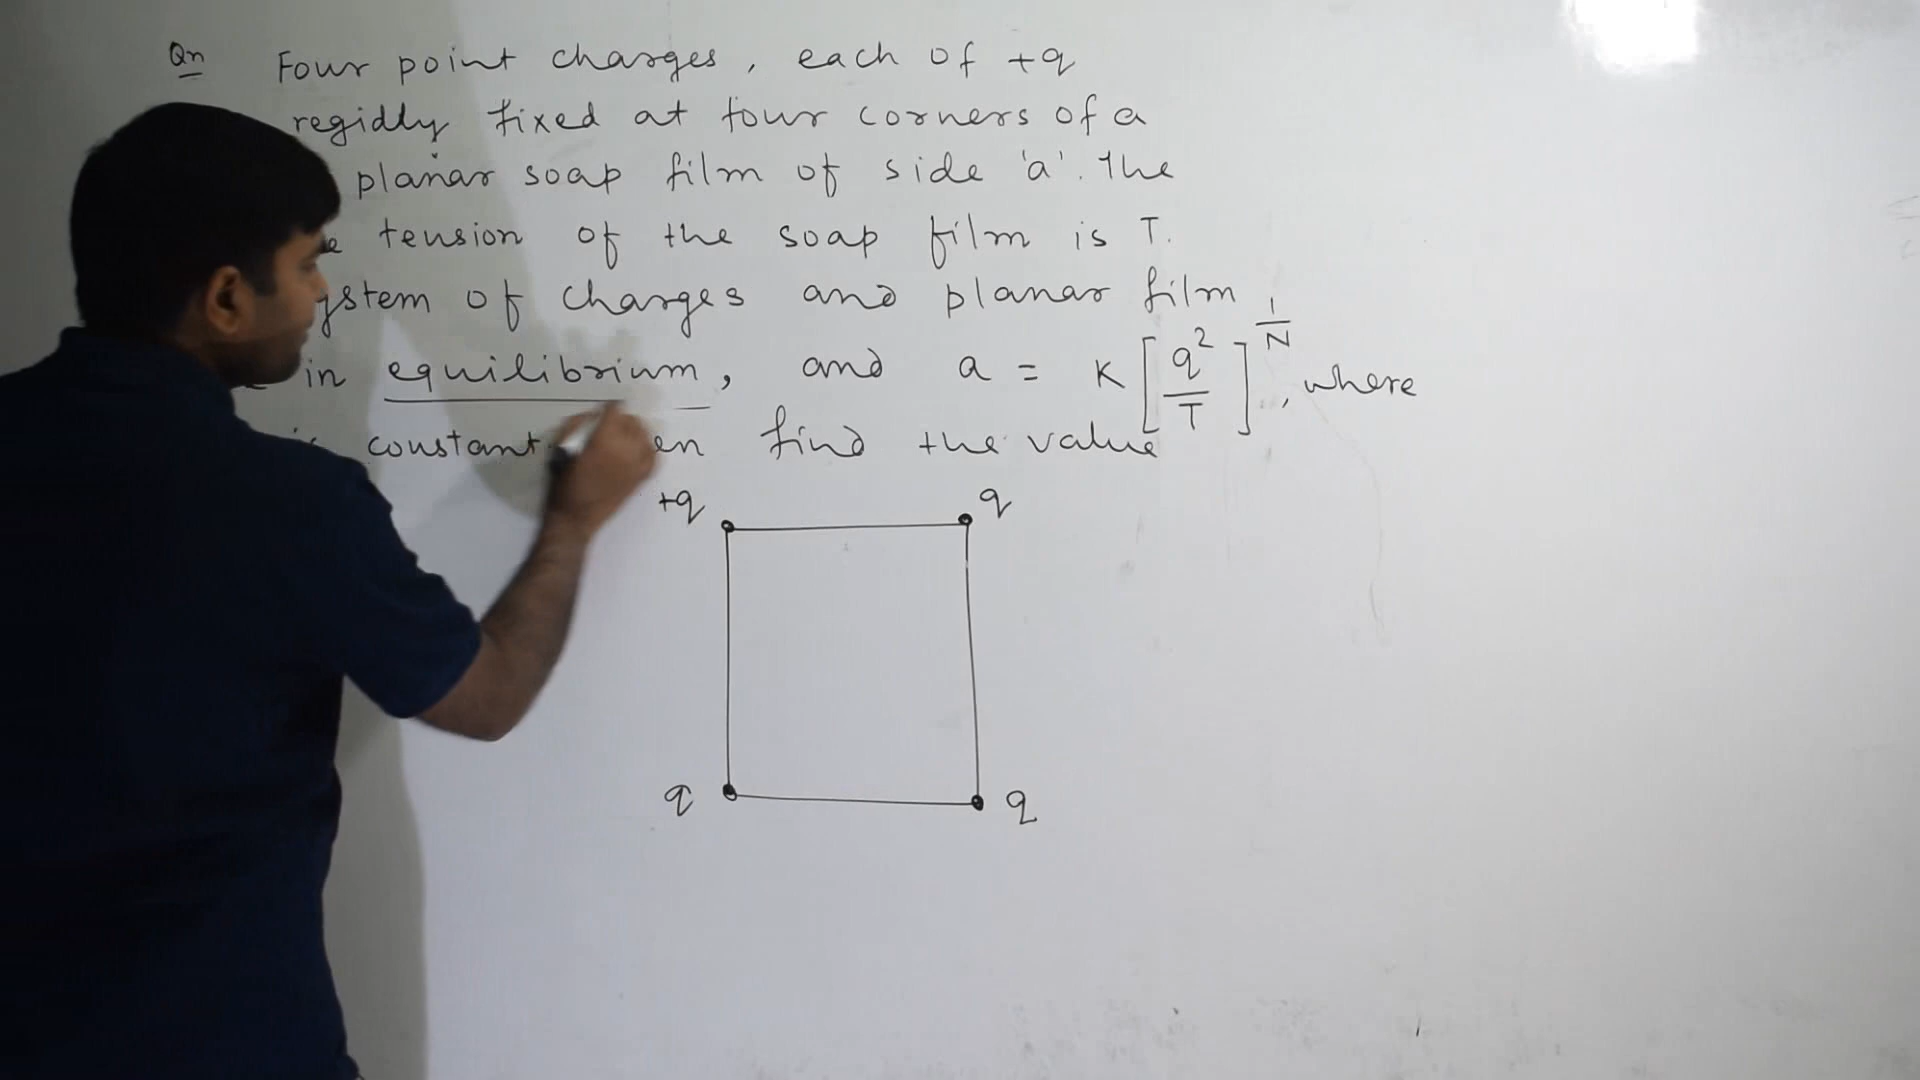 Qn Four point charges, each of +q
regidly fixed at four corners of a
planar soap film of side 'a'. The
tension of the soap film is T.
ystem of charges and planar film
in equilibrium, and a = K [q²/T]^(1/N), where
constant en find the value
+q q
q q